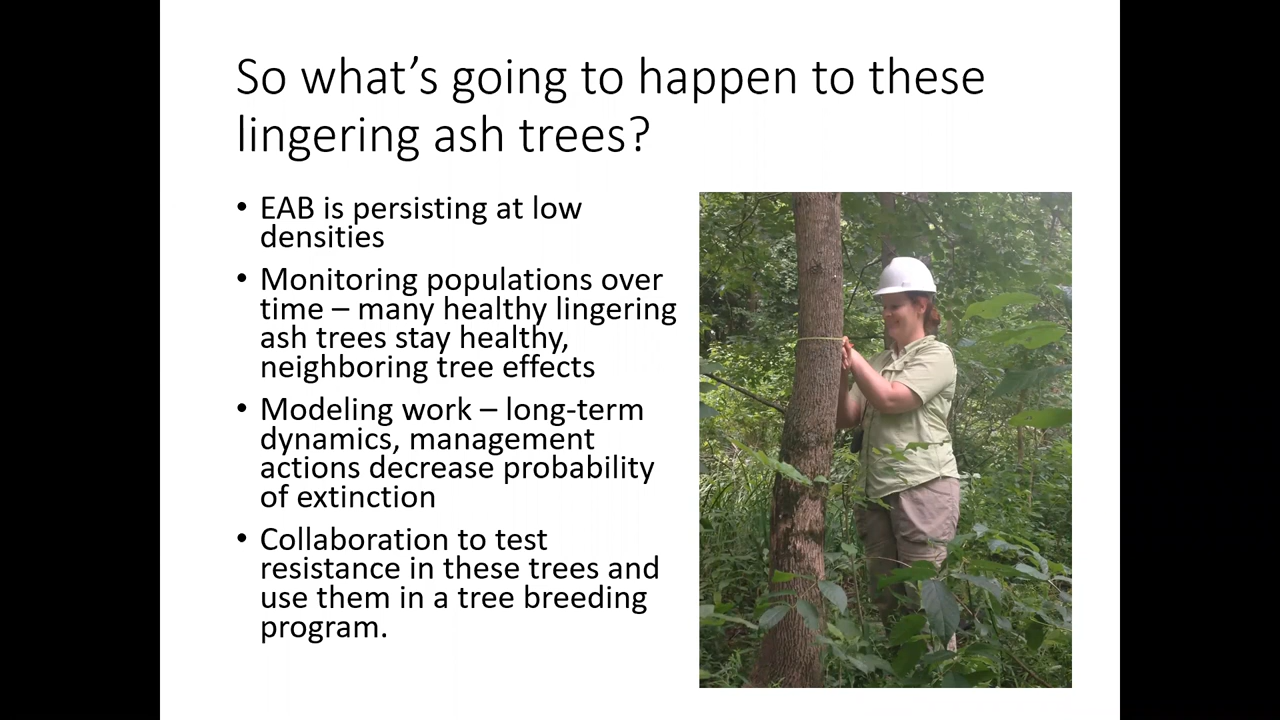 So what's going to happen to these
lingering ash trees?
• EAB is persisting at low
densities
• Monitoring populations over
time – many healthy lingering
ash trees stay healthy,
neighboring tree effects
• Modeling work – long-term
dynamics, management
actions decrease probability
of extinction
• Collaboration to test
resistance in these trees and
use them in a tree breeding
program.